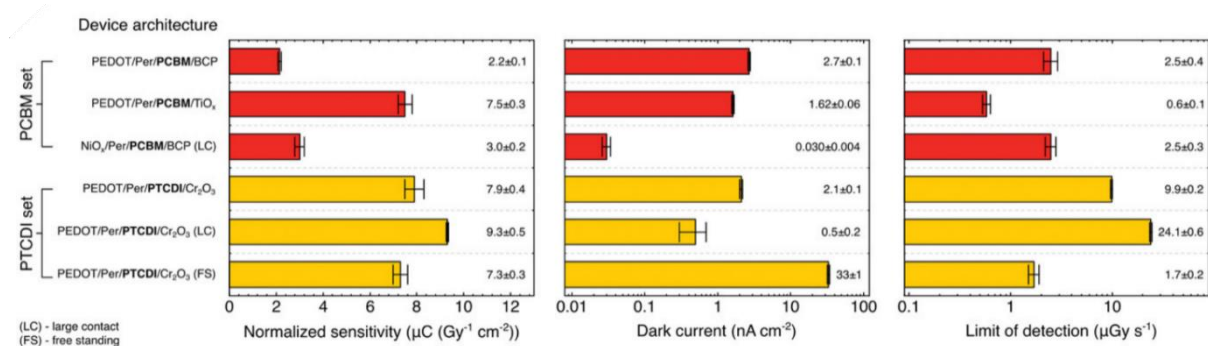 Device architecture
PCBM set
PEDOT/Per/PCBM/BCP
PEDOT/Per/PCBM/TiOₓ
NiOₓ/Per/PCBM/BCP (LC)
PTCDI set
PEDOT/Per/PTCDI/Cr₂O₃
PEDOT/Per/PTCDI/Cr₂O₃ (LC)
PEDOT/Per/PTCDI/Cr₂O₃ (FS)
(LC) - large contact
(FS) - free standing
2.2±0.1
7.5±0.3
3.0±0.2
7.9±0.4
9.3±0.5
7.3±0.3
0 2 4 6 8 10 12
Normalized sensitivity (µC (Gy⁻¹ cm⁻²))
2.7±0.1
1.62±0.06
0.030±0.004
2.1±0.1
0.5±0.2
33±1
0.01 0.1 1 10 100
Dark current (nA cm⁻²)
2.5±0.4
0.6±0.1
2.5±0.3
9.9±0.2
24.1±0.6
1.7±0.2
0.1 1 10
Limit of detection (µGy s⁻¹)